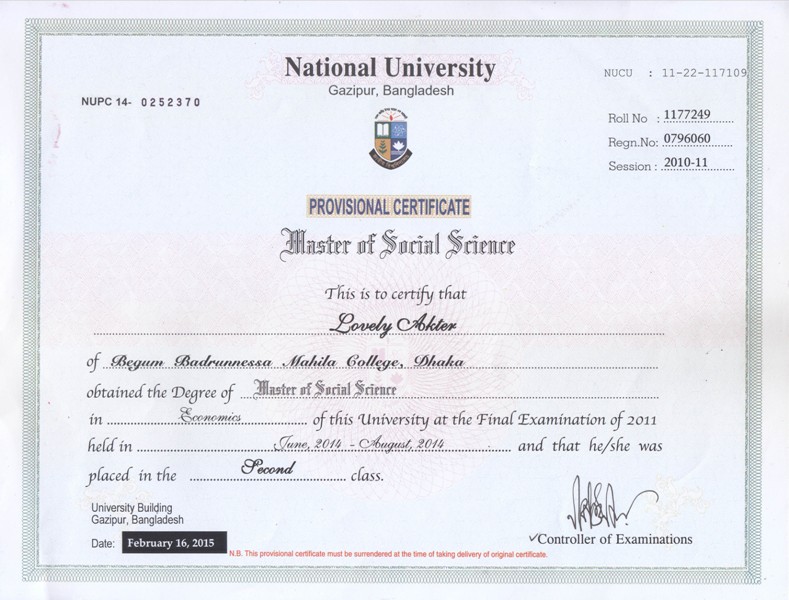 National University
Gazipur, Bangladesh
NUCU : 11-22-117109
NUPC 14- 0252370
Roll No : 1177249
Regn.No: 0796060
Session : 2010-11
PROVISIONAL CERTIFICATE
Master of Social Science
This is to certify that
Lovely Akter
of Begum Badrunnessa Mahila College, Dhaka
obtained the Degree of Master of Social Science
in Economics of this University at the Final Examination of 2011
held in June, 2014 - August, 2014 and that he/she was
placed in the Second class.
University Building
Gazipur, Bangladesh
Date: February 16, 2015
Controller of Examinations
N.B. This provisional certificate must be surrendered at the time of taking delivery of original certificate.